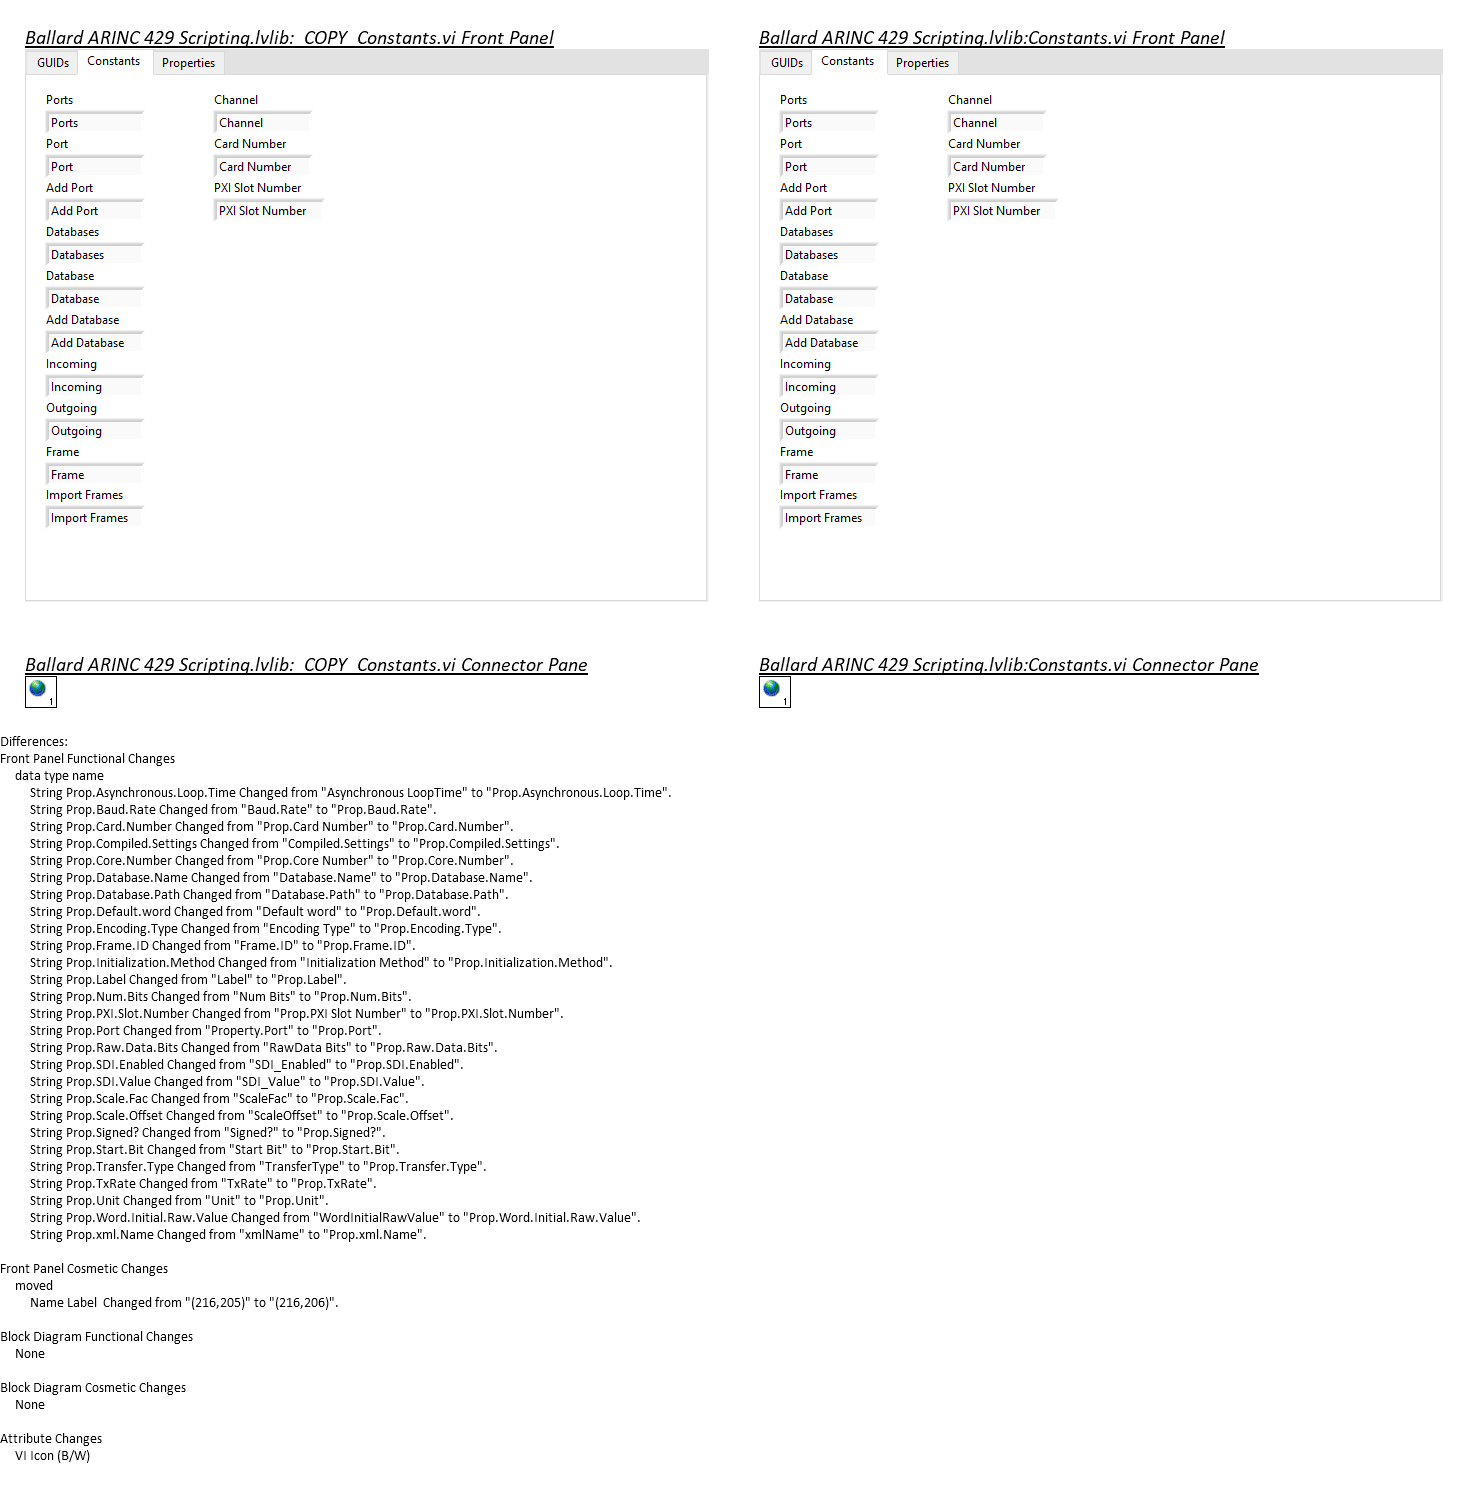 Ballard ARINC 429 Scripting.lvlib:_COPY_Constants.vi Front Panel
GUIDs Constants Properties
Ports Channel
Ports Channel
Port Card Number
Port Card Number
Add Port PXI Slot Number
Add Port PXI Slot Number
Databases
Databases
Database
Database
Add Database
Add Database
Incoming
Incoming
Outgoing
Outgoing
Frame
Frame
Import Frames
Import Frames
Ballard ARINC 429 Scripting.lvlib:Constants.vi Front Panel
GUIDs Constants Properties
Ports Channel
Ports Channel
Port Card Number
Port Card Number
Add Port PXI Slot Number
Add Port PXI Slot Number
Databases
Databases
Database
Database
Add Database
Add Database
Incoming
Incoming
Outgoing
Outgoing
Frame
Frame
Import Frames
Import Frames
Ballard ARINC 429 Scripting.lvlib:_COPY_Constants.vi Connector Pane
1
Ballard ARINC 429 Scripting.lvlib:Constants.vi Connector Pane
1
Differences:
Front Panel Functional Changes
data type name
String Prop.Asynchronous.Loop.Time Changed from "Asynchronous LoopTime" to "Prop.Asynchronous.Loop.Time".
String Prop.Baud.Rate Changed from "Baud.Rate" to "Prop.Baud.Rate".
String Prop.Card.Number Changed from "Prop.Card Number" to "Prop.Card.Number".
String Prop.Compiled.Settings Changed from "Compiled.Settings" to "Prop.Compiled.Settings".
String Prop.Core.Number Changed from "Prop.Core Number" to "Prop.Core.Number".
String Prop.Database.Name Changed from "Database.Name" to "Prop.Database.Name".
String Prop.Database.Path Changed from "Database.Path" to "Prop.Database.Path".
String Prop.Default.word Changed from "Default word" to "Prop.Default.word".
String Prop.Encoding.Type Changed from "Encoding Type" to "Prop.Encoding.Type".
String Prop.Frame.ID Changed from "Frame.ID" to "Prop.Frame.ID".
String Prop.Initialization.Method Changed from "Initialization Method" to "Prop.Initialization.Method".
String Prop.Label Changed from "Label" to "Prop.Label".
String Prop.Num.Bits Changed from "Num Bits" to "Prop.Num.Bits".
String Prop.PXI.Slot.Number Changed from "Prop.PXI Slot Number" to "Prop.PXI.Slot.Number".
String Prop.Port Changed from "Property.Port" to "Prop.Port".
String Prop.Raw.Data.Bits Changed from "RawData Bits" to "Prop.Raw.Data.Bits".
String Prop.SDI.Enabled Changed from "SDI_Enabled" to "Prop.SDI.Enabled".
String Prop.SDI.Value Changed from "SDI_Value" to "Prop.SDI.Value".
String Prop.Scale.Fac Changed from "ScaleFac" to "Prop.Scale.Fac".
String Prop.Scale.Offset Changed from "ScaleOffset" to "Prop.Scale.Offset".
String Prop.Signed? Changed from "Signed?" to "Prop.Signed?".
String Prop.Start.Bit Changed from "Start Bit" to "Prop.Start.Bit".
String Prop.Transfer.Type Changed from "TransferType" to "Prop.Transfer.Type".
String Prop.TxRate Changed from "TxRate" to "Prop.TxRate".
String Prop.Unit Changed from "Unit" to "Prop.Unit".
String Prop.Word.Initial.Raw.Value Changed from "WordInitialRawValue" to "Prop.Word.Initial.Raw.Value".
String Prop.xml.Name Changed from "xmlName" to "Prop.xml.Name".
Front Panel Cosmetic Changes
moved
Name Label  Changed from "(216,205)" to "(216,206)".
Block Diagram Functional Changes
None
Block Diagram Cosmetic Changes
None
Attribute Changes
VI Icon (B/W)